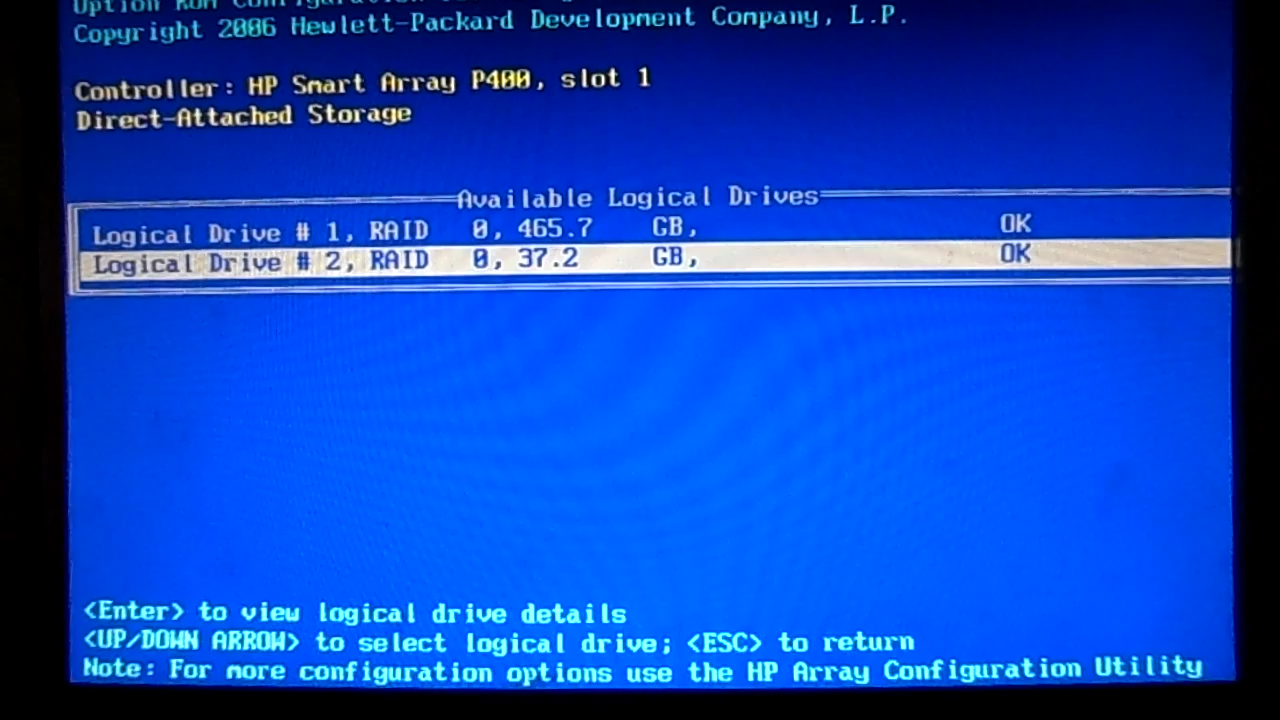 Option ROM
Copyright 2006 Hewlett-Packard Development Company, L.P.
Controller: HP Smart Array P400, slot 1
Direct-Attached Storage
Available Logical Drives
Logical Drive # 1, RAID 0, 465.7 GB, OK
Logical Drive # 2, RAID 0, 37.2 GB, OK
<Enter> to view logical drive details
<UP/DOWN ARROW> to select logical drive; <ESC> to return
Note: For more configuration options use the HP Array Configuration Utility